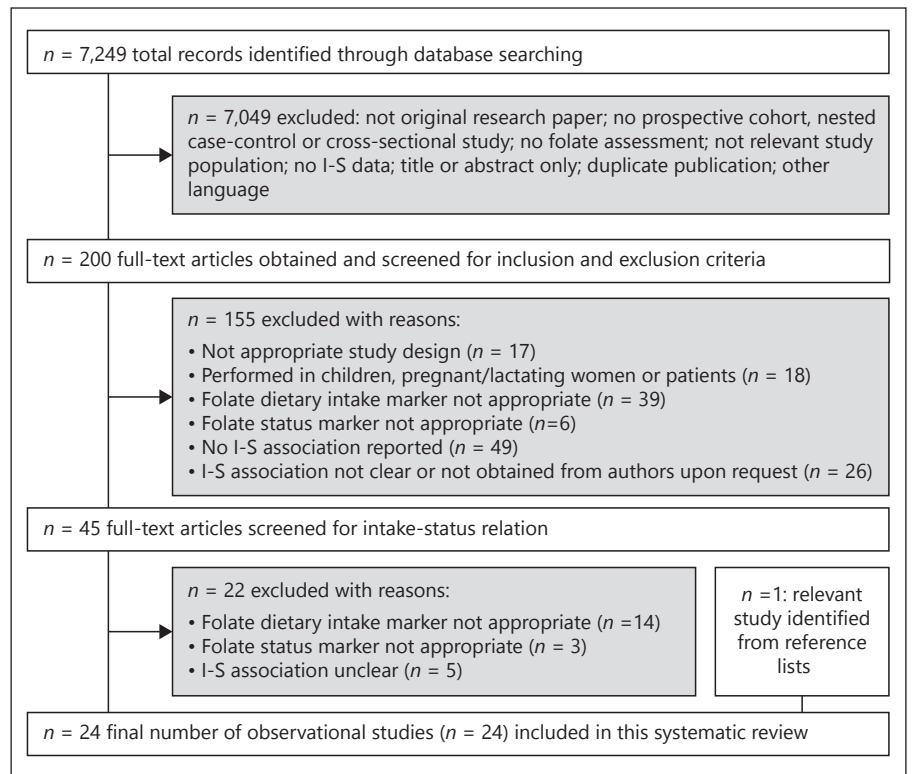 n = 7,249 total records identified through database searching
n = 7,049 excluded: not original research paper; no prospective cohort, nested
case-control or cross-sectional study; no folate assessment; not relevant study
population; no I-S data; title or abstract only; duplicate publication; other
language
n = 200 full-text articles obtained and screened for inclusion and exclusion criteria
n = 155 excluded with reasons:
• Not appropriate study design (n = 17)
• Performed in children, pregnant/lactating women or patients (n = 18)
• Folate dietary intake marker not appropriate (n = 39)
• Folate status marker not appropriate (n=6)
• No I-S association reported (n = 49)
• I-S association not clear or not obtained from authors upon request (n = 26)
n = 45 full-text articles screened for intake-status relation
n = 22 excluded with reasons:
• Folate dietary intake marker not appropriate (n =14)
• Folate status marker not appropriate (n = 3)
• I-S association unclear (n = 5)
n =1: relevant
study identified
from reference
lists
n = 24 final number of observational studies (n = 24) included in this systematic review